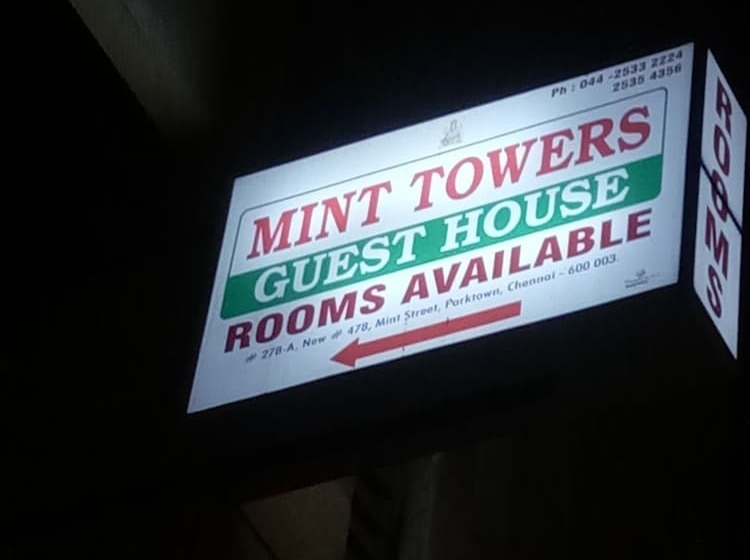 Ph : 044 -2533 2224
2535 4356
MINT TOWERS
GUEST HOUSE
ROOMS AVAILABLE
# 278-A, New # 478, Mint Street, Parktown, Chennai - 600 003.
ROOMS